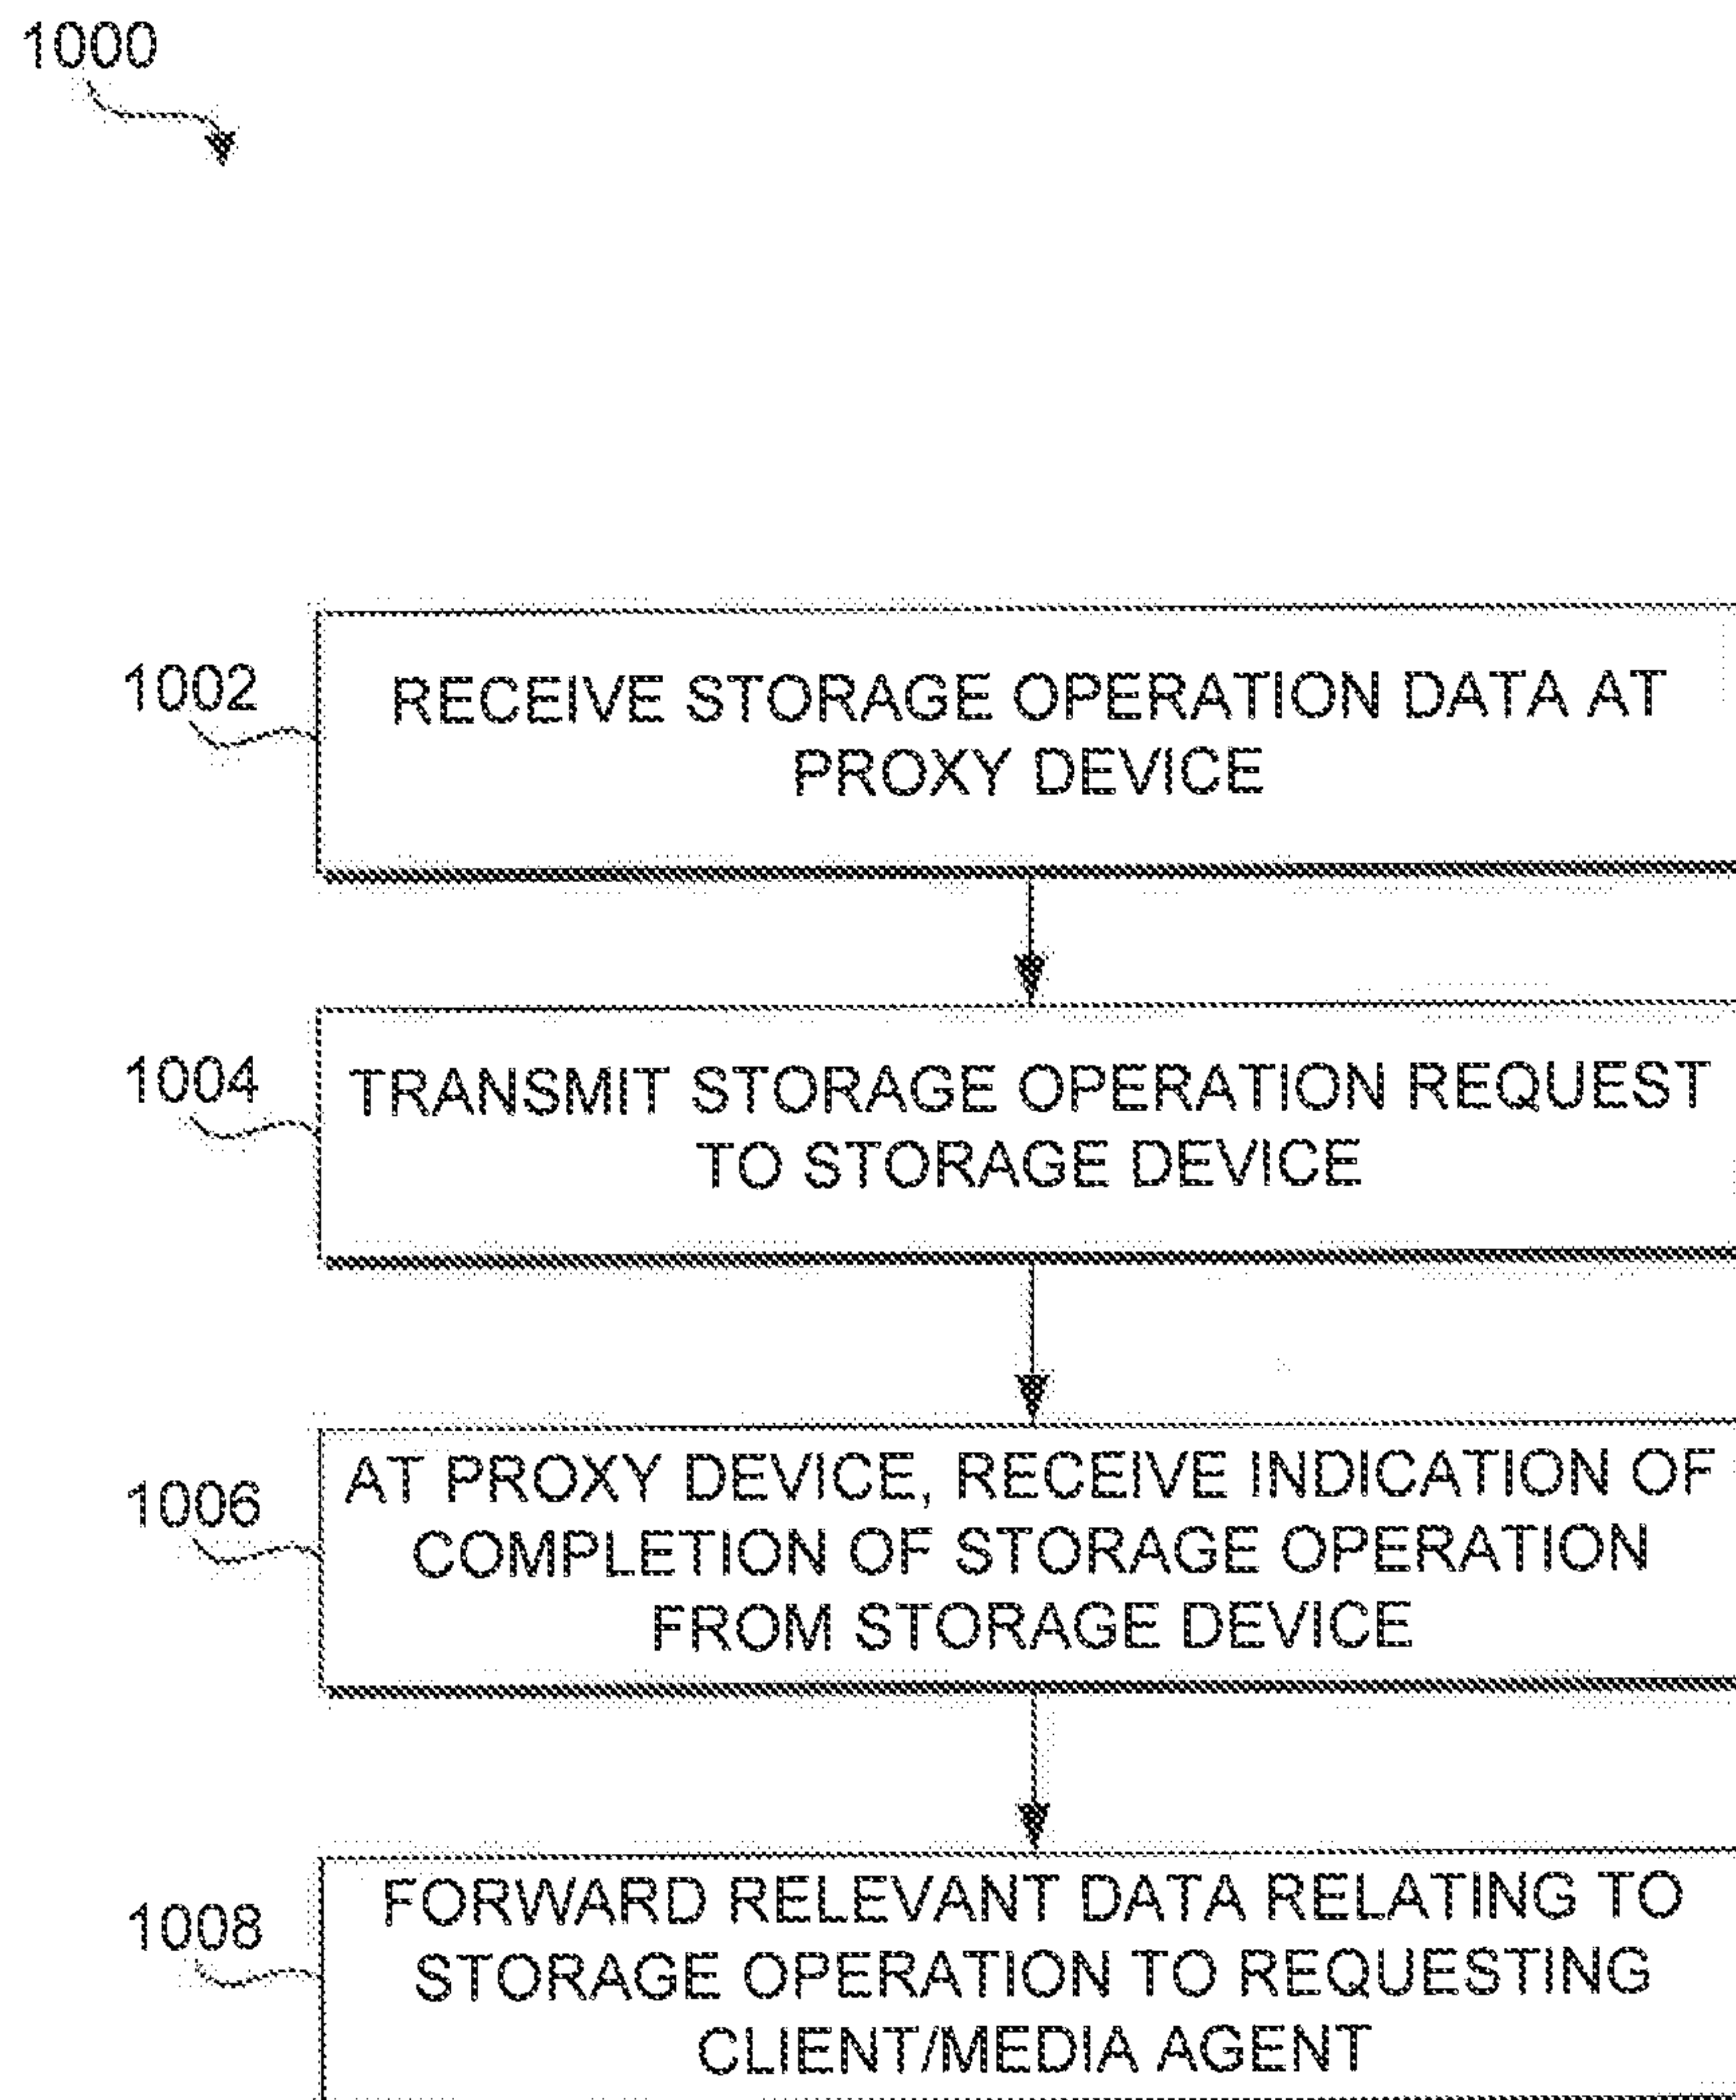 1000
1002
RECEIVE STORAGE OPERATION DATA AT
PROXY DEVICE
1004
TRANSMIT STORAGE OPERATION REQUEST
TO STORAGE DEVICE
1006
AT PROXY DEVICE, RECEIVE INDICATION OF
COMPLETION OF STORAGE OPERATION
FROM STORAGE DEVICE
1008
FORWARD RELEVANT DATA RELATING TO
STORAGE OPERATION TO REQUESTING
CLIENT/MEDIA AGENT